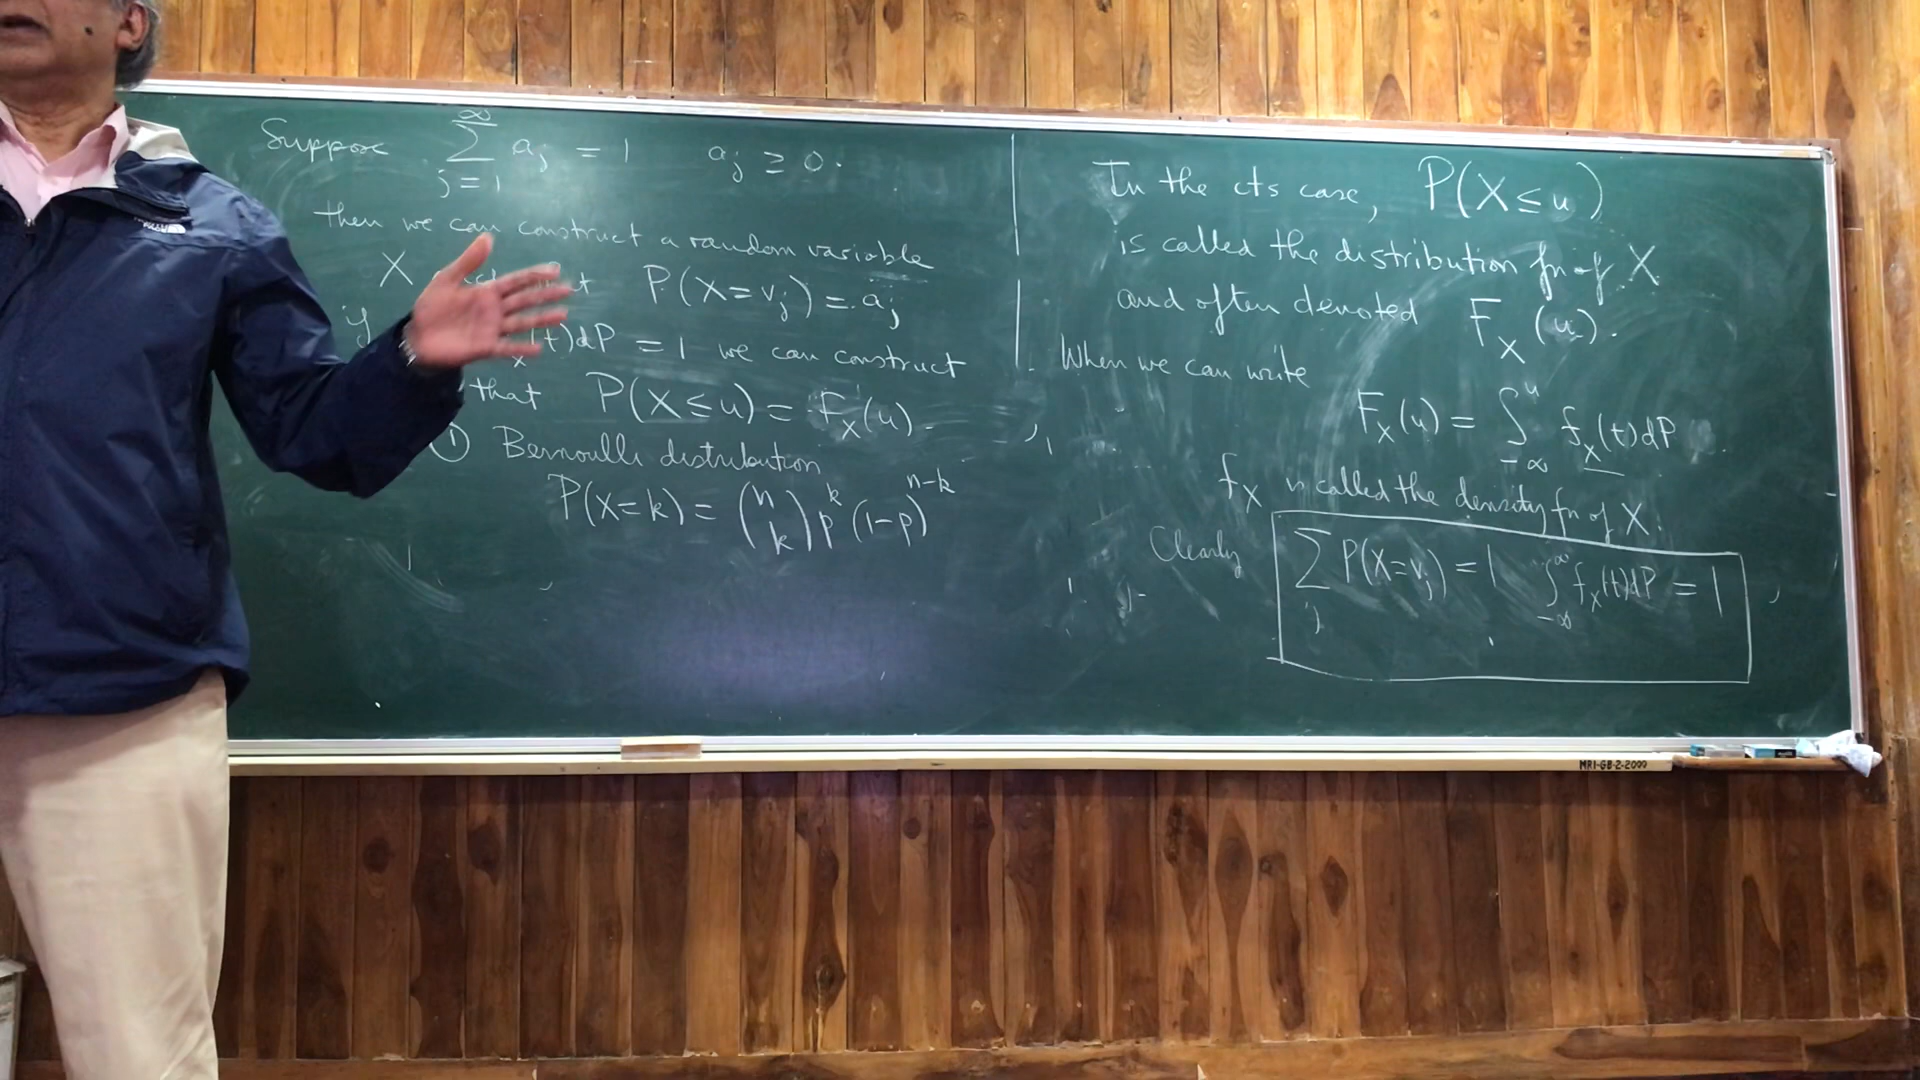 Suppose ∑_{j=1}^{∞} a_j = 1 a_j ≥ 0.
then we can construct a random variable
X P(X=v_j) = a_j
if _X(t)dP = 1 we can construct
that P(X≤u) = F_X(u).
① Bernoulli distribution
P(X=k) = (n k) p^k (1-p)^{n-k}
In the cts case, P(X≤u)
is called the distribution fn of X
and often denoted F_X(u).
When we can write
F_X(u) = ∫_{-∞}^{u} f_X(t)dP
f_X is called the density fn of X.
Clearly ∑_j P(X=v_j) = 1 ∫_{-∞}^{∞} f_X(t)dP = 1
MRI-GB-2-2099